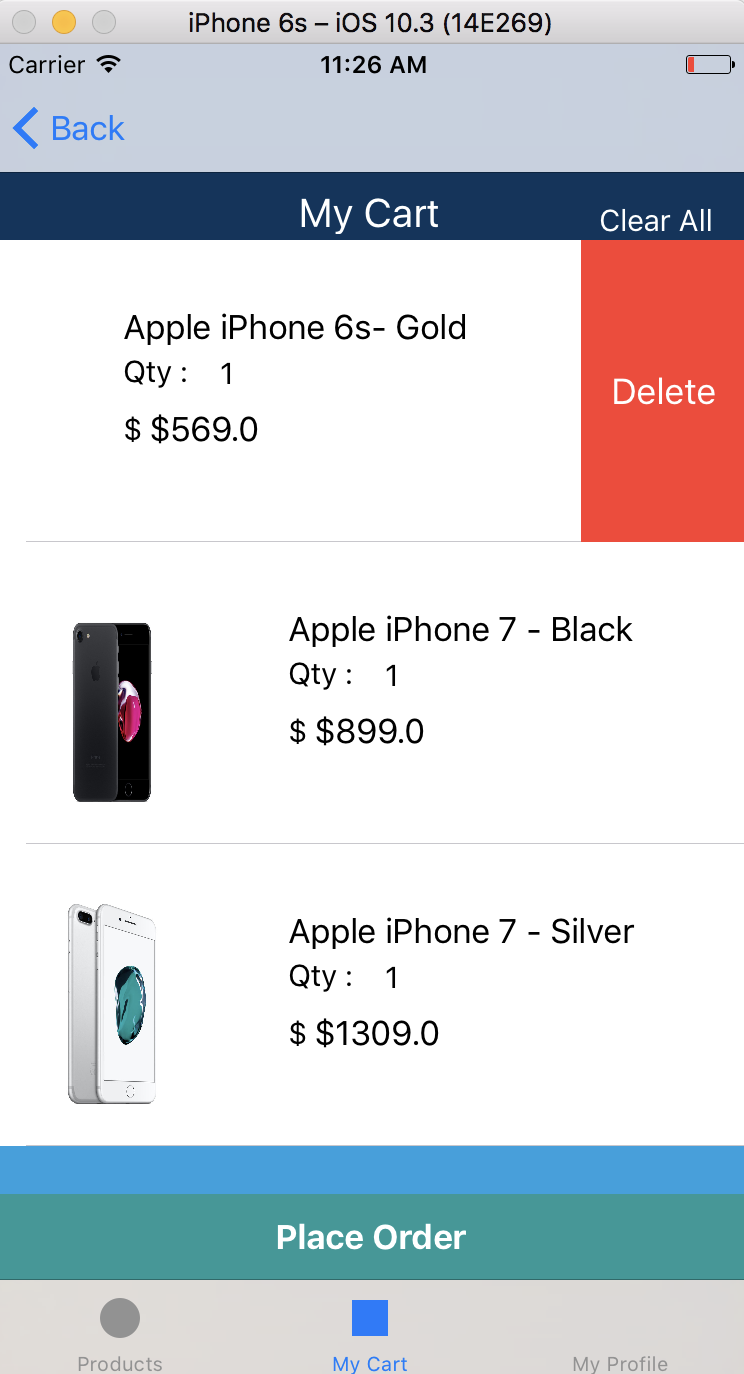 iPhone 6s – iOS 10.3 (14E269)
Carrier 11:26 AM
Back
My Cart Clear All
Apple iPhone 6s- Gold
Qty : 1
$ $569.0
Delete
Apple iPhone 7 - Black
Qty : 1
$ $899.0
Apple iPhone 7 - Silver
Qty : 1
$ $1309.0
Place Order
Products My Cart My Profile